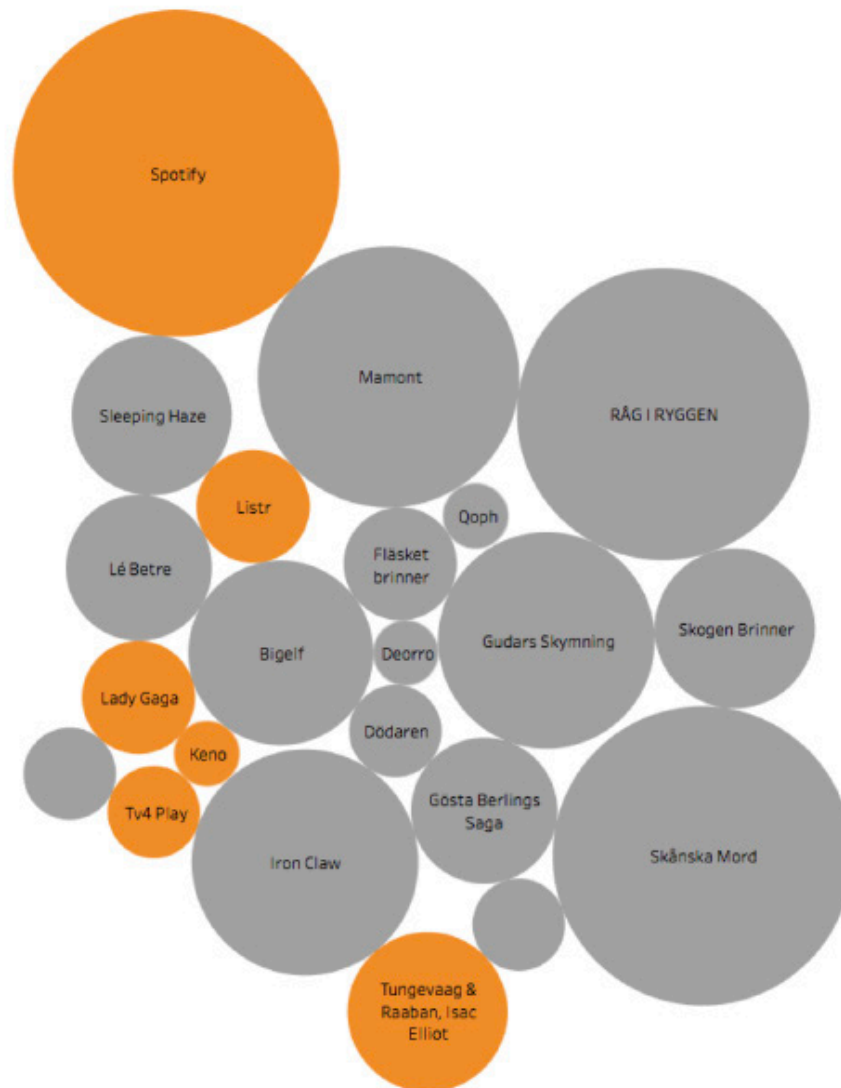 Spotify
Mamont
Sleeping Haze
RÅG I RYGGEN
Listr
Qoph
Fläsket
brinner
Lé Betre
Skogen Brinner
Gudars Skymning
Bigelf
Deorro
Lady Gaga
Dödaren
Keno
Gösta Berlings
Saga
Tv4 Play
Skånska Mord
Iron Claw
Tungevaag &
Raaban, Isac
Elliot